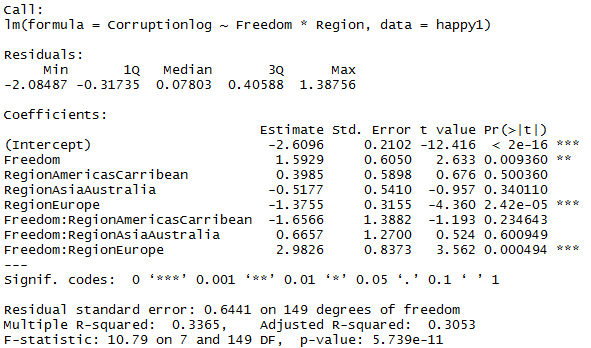 Call:
lm(formula = Corruptionlog ~ Freedom * Region, data = happy1)
Residuals:
Min 1Q Median 3Q Max
-2.08487 -0.31735 0.07803 0.40588 1.38756
Coefficients:
Estimate Std. Error t value Pr(>|t|)
(Intercept) -2.6096 0.2102 -12.416 < 2e-16 ***
Freedom 1.5929 0.6050 2.633 0.009360 **
RegionAmericasCarribean 0.3985 0.5898 0.676 0.500360
RegionAsiaAustralia -0.5177 0.5410 -0.957 0.340110
RegionEurope -1.3755 0.3155 -4.360 2.42e-05 ***
Freedom:RegionAmericasCarribean -1.6566 1.3882 -1.193 0.234643
Freedom:RegionAsiaAustralia 0.6657 1.2700 0.524 0.600949
Freedom:RegionEurope 2.9826 0.8373 3.562 0.000494 ***
---
Signif. codes: 0 ‘***’ 0.001 ‘**’ 0.01 ‘*’ 0.05 ‘.’ 0.1 ‘ ’ 1
Residual standard error: 0.6441 on 149 degrees of freedom
Multiple R-squared: 0.3365, Adjusted R-squared: 0.3053
F-statistic: 10.79 on 7 and 149 DF, p-value: 5.739e-11